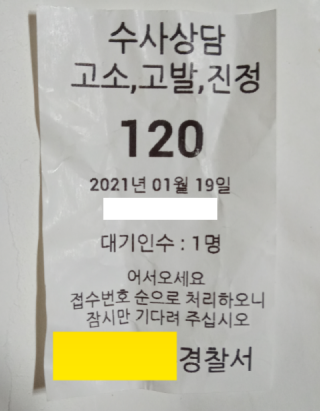 수사상담
고소,고발,진정
120
2021년 01월 19일
대기인수 : 1명
어서오세요
접수번호 순으로 처리하오니
잠시만 기다려 주십시오
경찰서